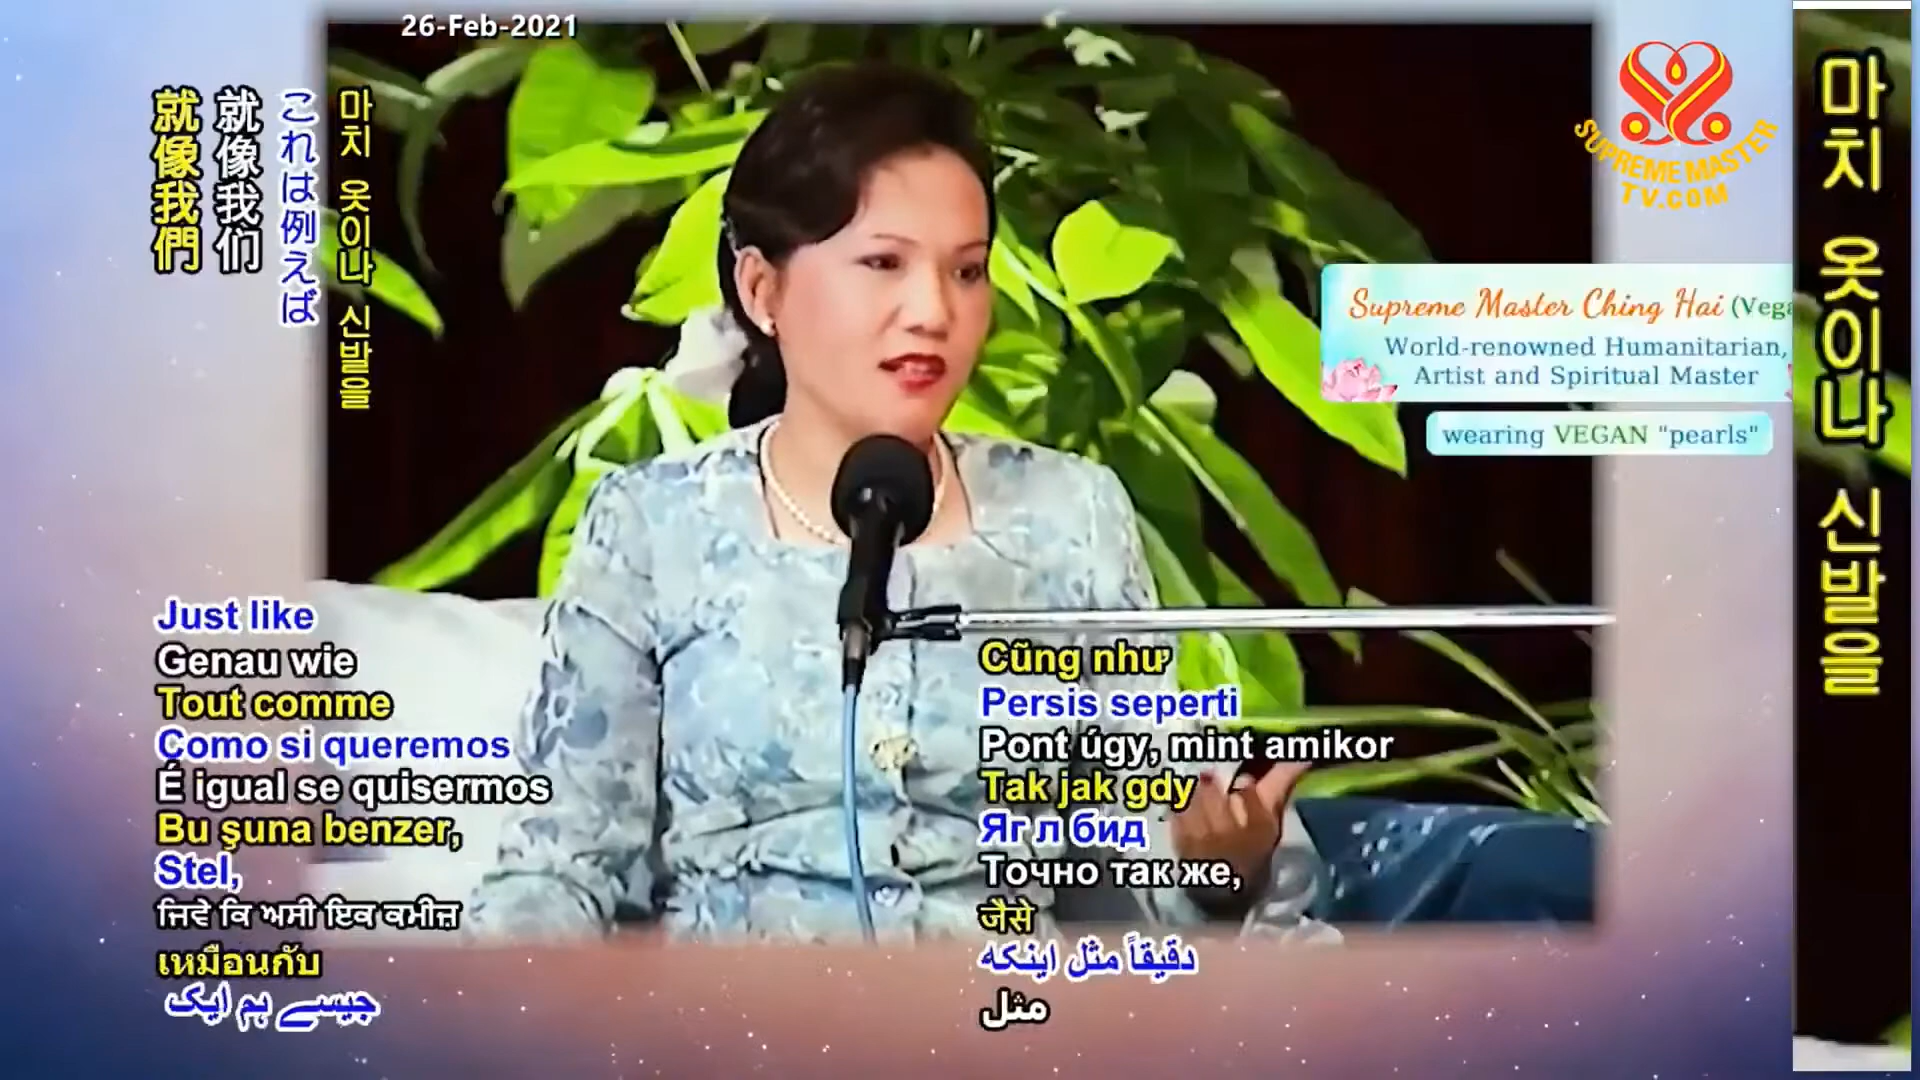 26-Feb-2021
就像我們
就像我们
これは例えば
마치 옷이나 신발을
SUPREME MASTER
TV.COM
Supreme Master Ching Hai (Vega
World-renowned Humanitarian,
Artist and Spiritual Master
wearing VEGAN "pearls"
마치 옷이나 신발을
Just like
Genau wie
Tout comme
Como si queremos
É igual se quisermos
Bu şuna benzer,
Stel,
ਜਿਵੇ ਕਿ ਅਸੀ ਇਕ ਕਮੀਜ਼
เหมือนกับ
جیسے ہم ایک
Cũng như
Persis seperti
Pont úgy, mint amikor
Tak jak gdy
Яг л бид
Точно так же,
जैसे
دقیقاً مثل اینکه
مثل